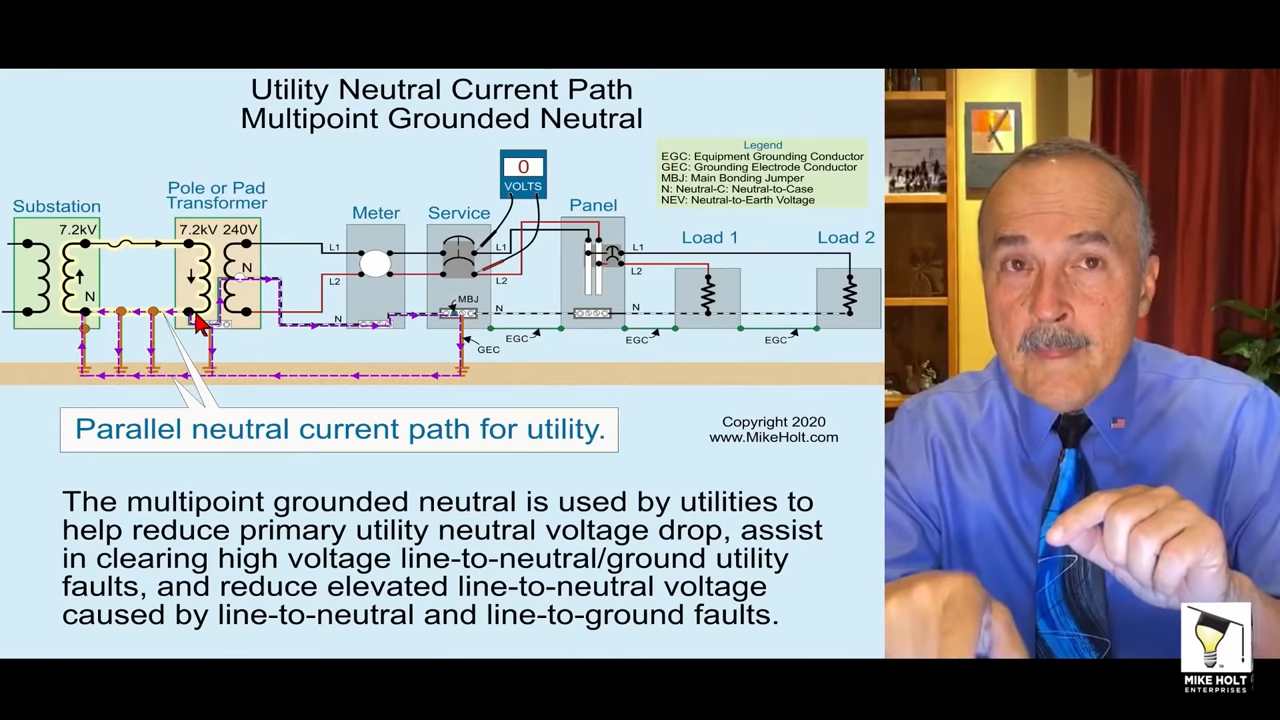 Utility Neutral Current Path
Multipoint Grounded Neutral
0
VOLTS
Legend
EGC: Equipment Grounding Conductor
GEC: Grounding Electrode Conductor
MBJ: Main Bonding Jumper
N: Neutral-C: Neutral-to-Case
NEV: Neutral-to-Earth Voltage
Pole or Pad
Transformer
Substation
Meter
Service
Panel
7.2kV
7.2kV 240V
Load 1
Load 2
L1
L1
L1
N
L2
L2
L2
N
MBJ
N
N
N
EGC
EGC
EGC
GEC
Parallel neutral current path for utility.
Copyright 2020
www.MikeHolt.com
The multipoint grounded neutral is used by utilities to
help reduce primary utility neutral voltage drop, assist
in clearing high voltage line-to-neutral/ground utility
faults, and reduce elevated line-to-neutral voltage
caused by line-to-neutral and line-to-ground faults.
MIKE HOLT
ENTERPRISES